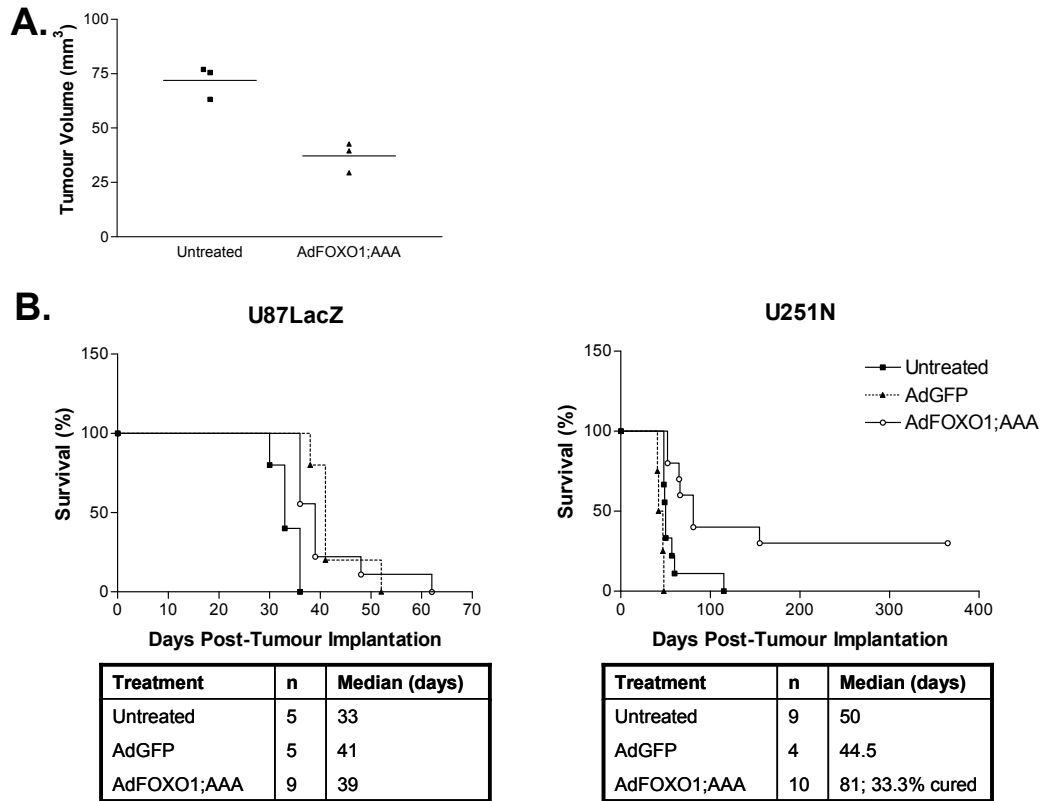 A.
Tumour Volume (mm3)
100
75
50
25
0
Untreated AdFOXO1;AAA
B.
U87LacZ
Survival (%)
150
100
50
0
0 10 20 30 40 50 60 70
Days Post-Tumour Implantation
Treatment n Median (days)
Untreated 5 33
AdGFP 5 41
AdFOXO1;AAA 9 39
U251N
Survival (%)
150
100
50
0
0 100 200 300 400
Days Post-Tumour Implantation
Untreated
AdGFP
AdFOXO1;AAA
Treatment n Median (days)
Untreated 9 50
AdGFP 4 44.5
AdFOXO1;AAA 10 81; 33.3% cured